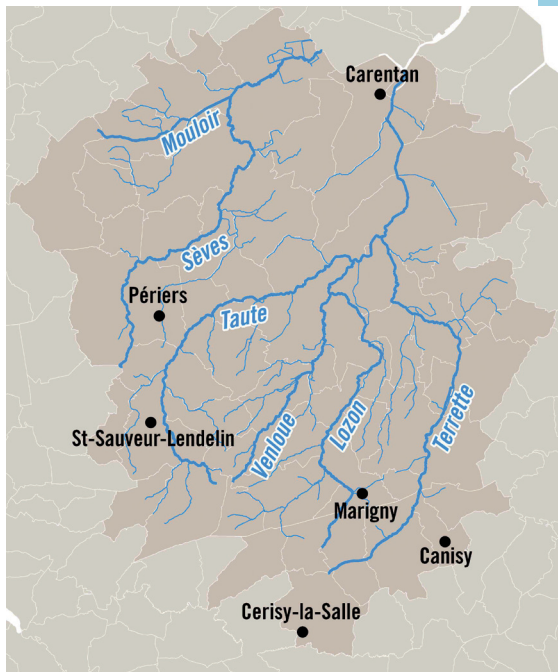 Carentan
Mouloir
Sèves
Périers
Taute
St-Sauveur-Lendelin
Venloue
Lozon
Terrette
Marigny
Canisy
Cerisy-la-Salle